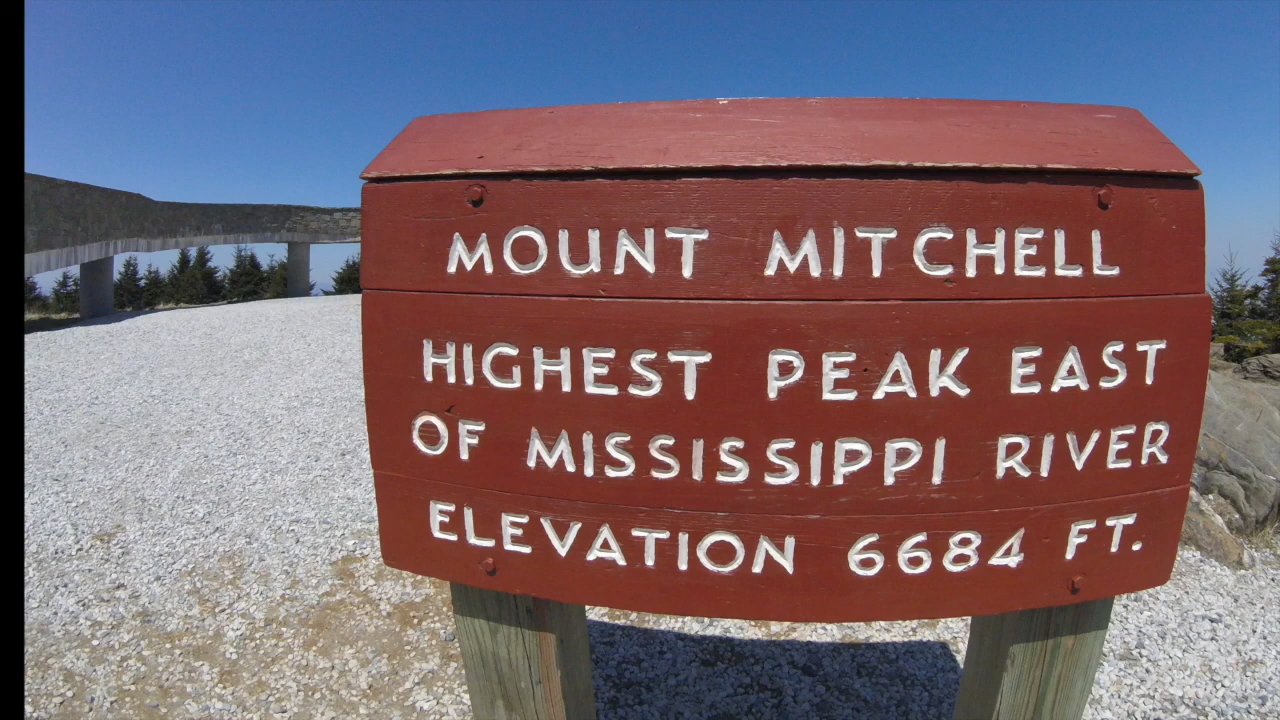 MOUNT MITCHELL
HIGHEST PEAK EAST
OF MISSISSIPPI RIVER
ELEVATION 6684 FT.